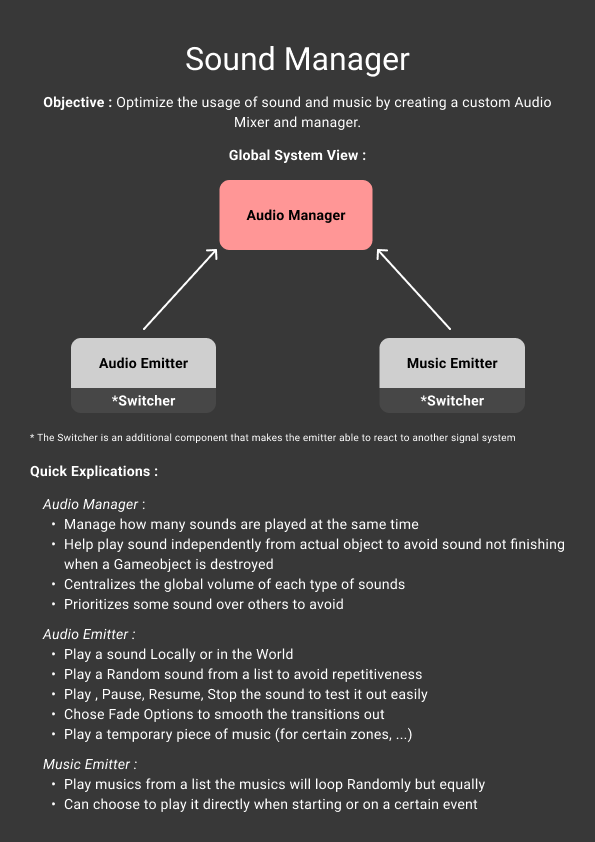 Sound Manager
Objective : Optimize the usage of sound and music by creating a custom Audio
Mixer and manager.
Global System View :
Audio Manager
Audio Emitter
*Switcher
Music Emitter
*Switcher
* The Switcher is an additional component that makes the emitter able to react to another signal system
Quick Explications :
Audio Manager :
• Manage how many sounds are played at the same time
• Help play sound independently from actual object to avoid sound not finishing
when a Gameobject is destroyed
• Centralizes the global volume of each type of sounds
• Prioritizes some sound over others to avoid
Audio Emitter :
• Play a sound Locally or in the World
• Play a Random sound from a list to avoid repetitiveness
• Play , Pause, Resume, Stop the sound to test it out easily
• Chose Fade Options to smooth the transitions out
• Play a temporary piece of music (for certain zones, ...)
Music Emitter :
• Play musics from a list the musics will loop Randomly but equally
• Can choose to play it directly when starting or on a certain event